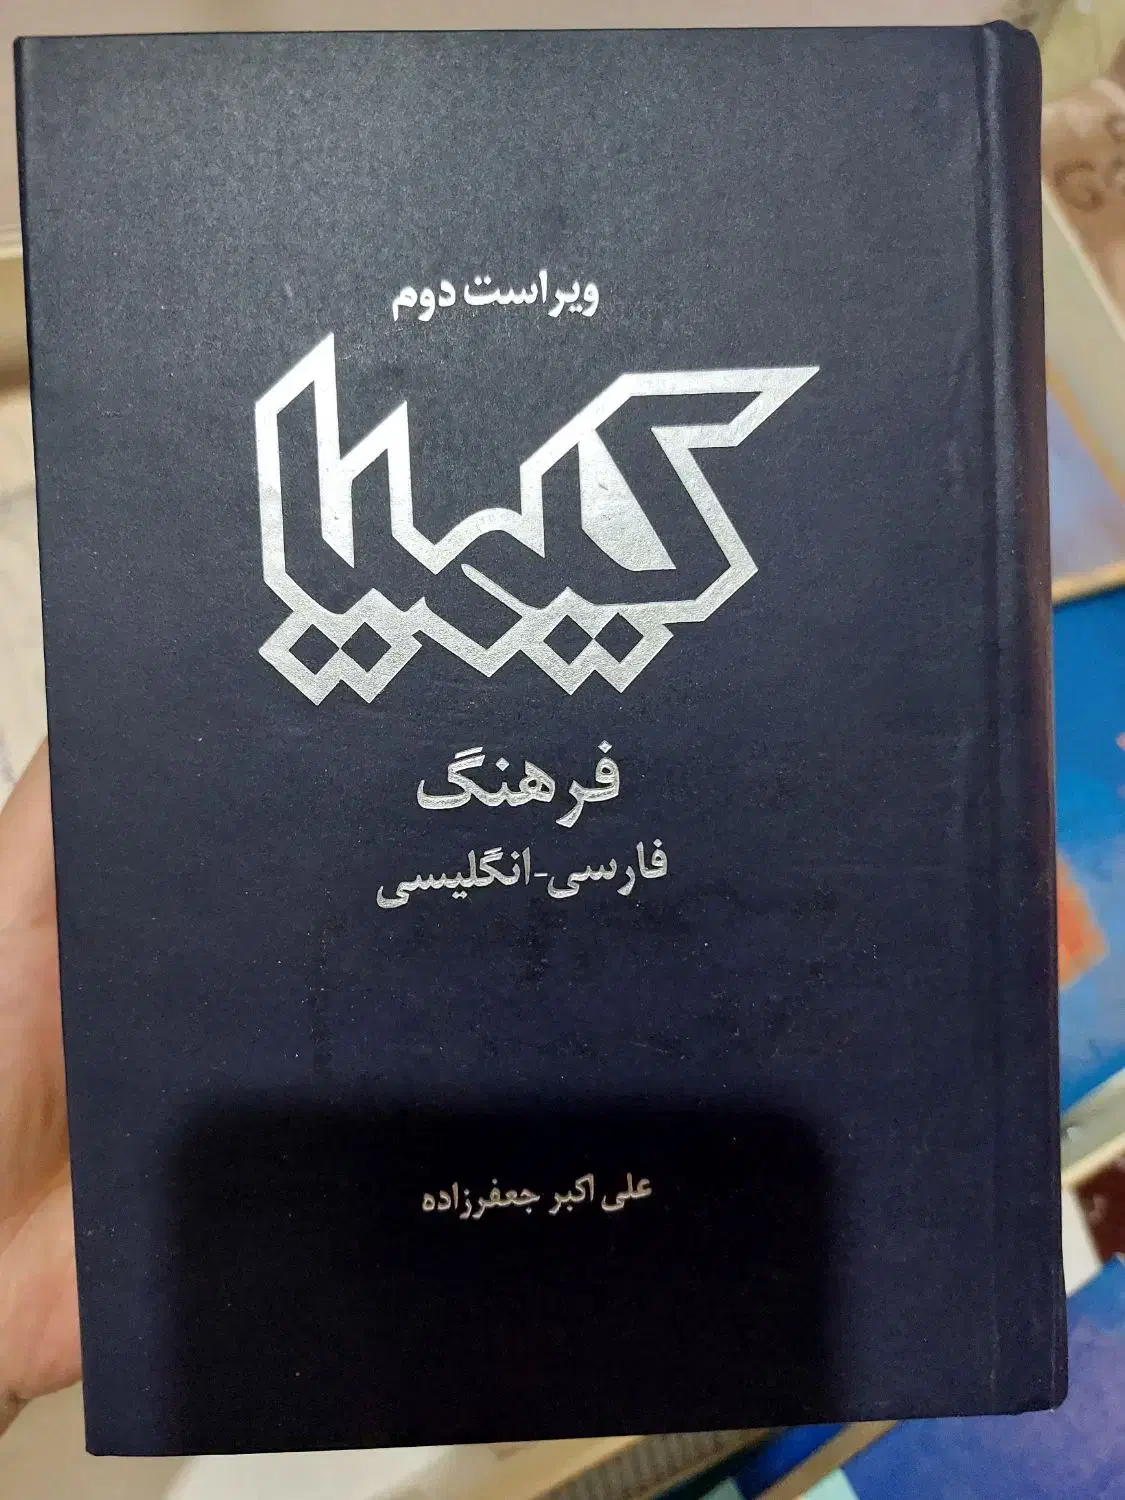 ویراست دوم
کیمیا
فرهنگ
فارسی-انگلیسی
علی اکبر جعفرزاده